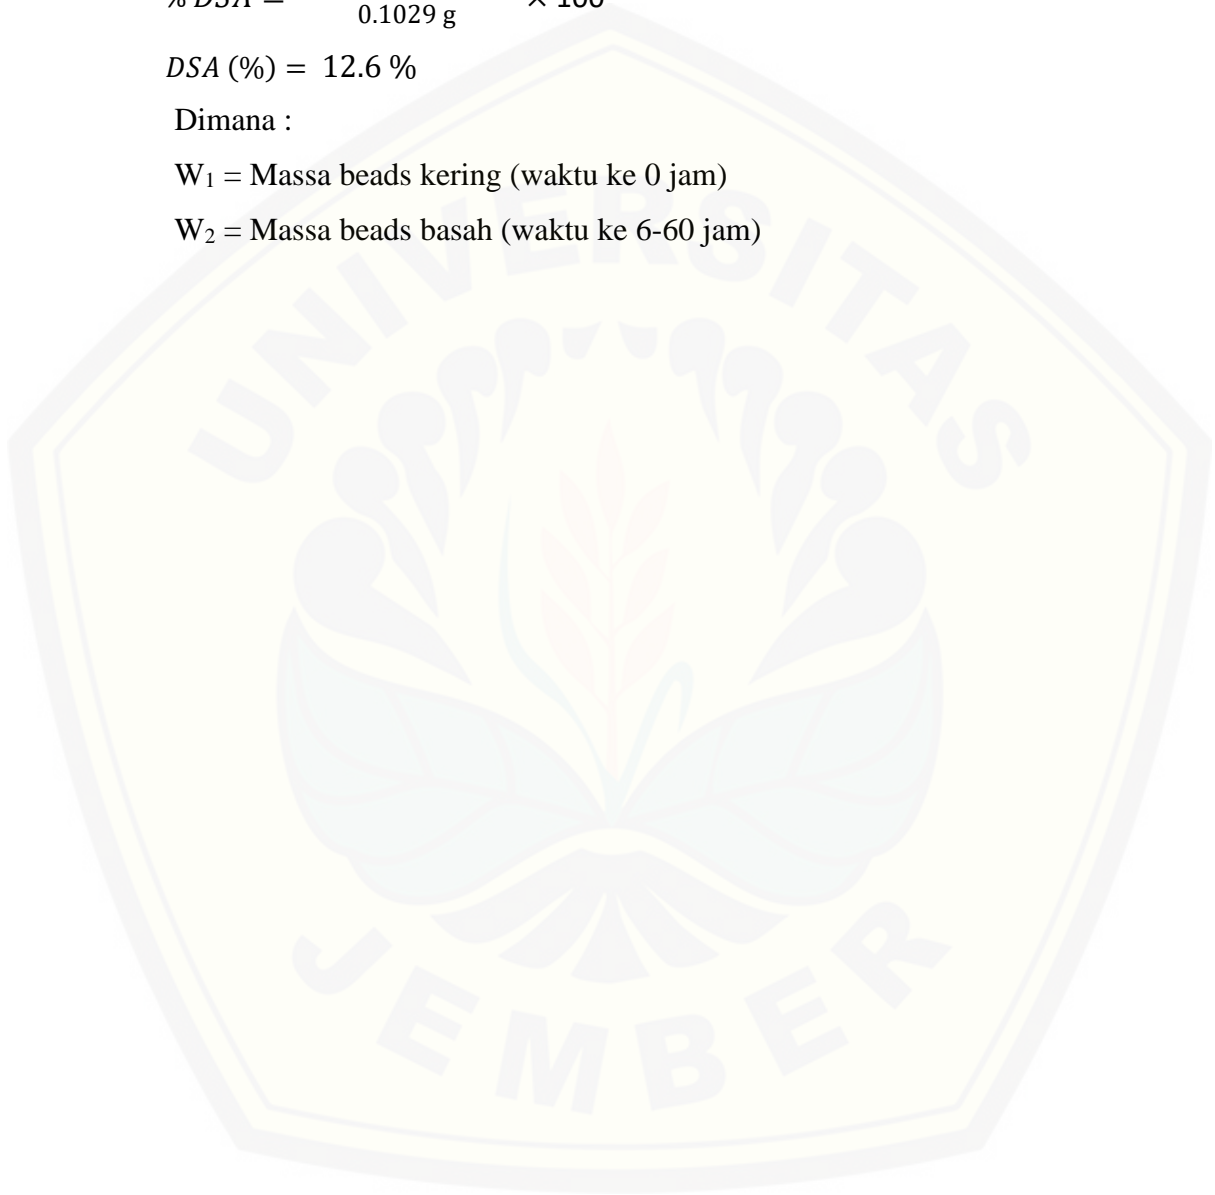 % DSA =
0.1029 g
× 100
DSA (%) = 12.6 %
Dimana :
W₁ = Massa beads kering (waktu ke 0 jam)
W₂ = Massa beads basah (waktu ke 6-60 jam)
UNIVERSITAS
JEMBER